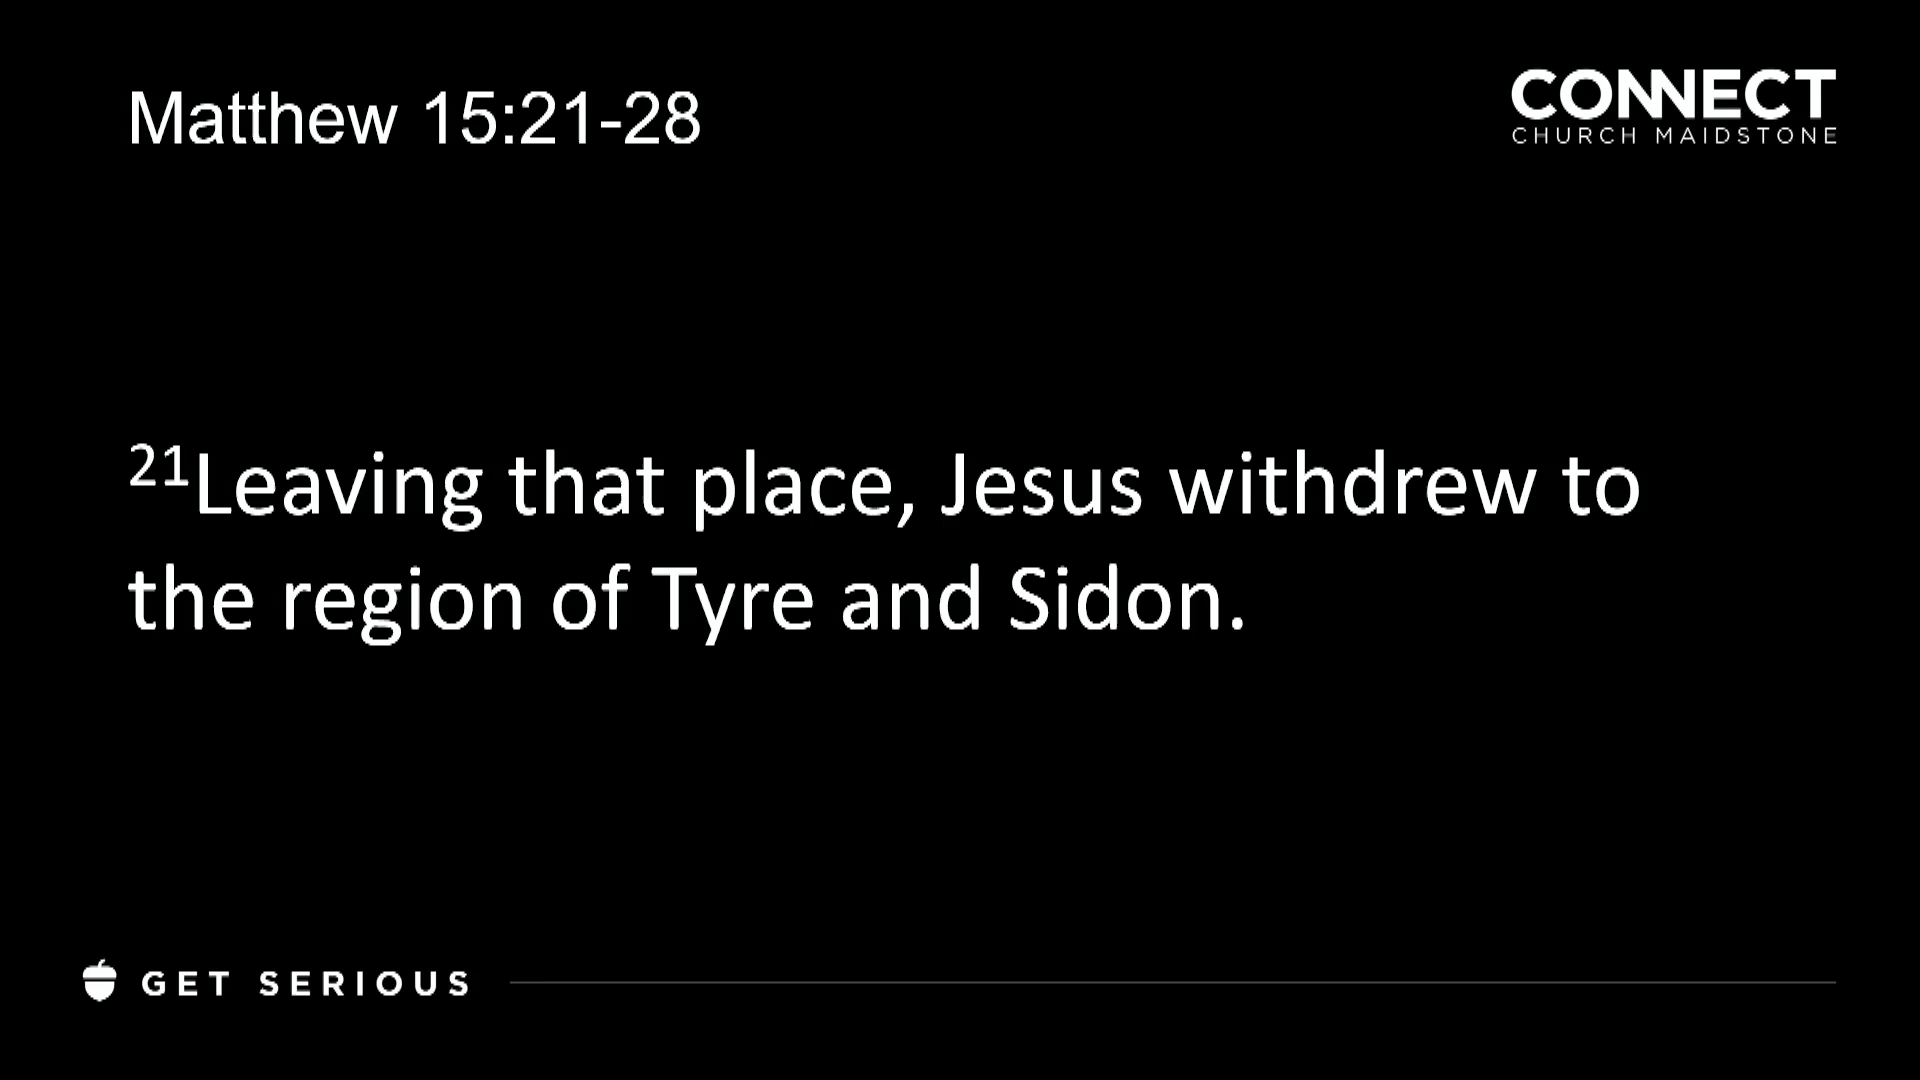 Matthew 15:21-28
CONNECT
CHURCH MAIDSTONE
21Leaving that place, Jesus withdrew to
the region of Tyre and Sidon.
GET SERIOUS